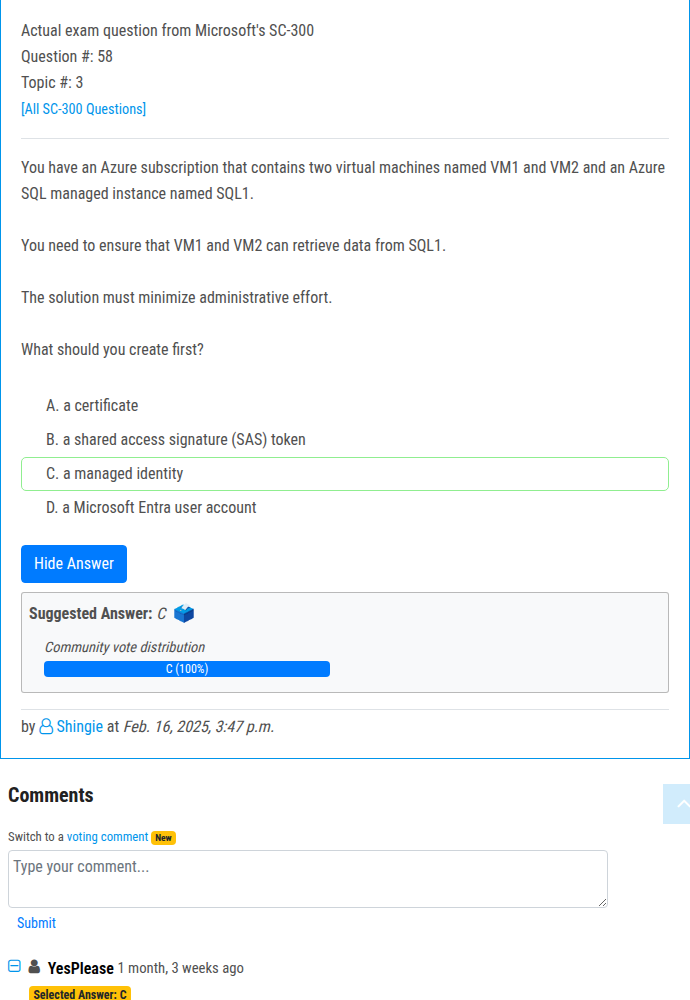 Actual exam question from Microsoft's SC-300
Question #: 58
Topic #: 3
[All SC-300 Questions]
You have an Azure subscription that contains two virtual machines named VM1 and VM2 and an Azure
SQL managed instance named SQL1.
You need to ensure that VM1 and VM2 can retrieve data from SQL1.
The solution must minimize administrative effort.
What should you create first?
A. a certificate
B. a shared access signature (SAS) token
C. a managed identity
D. a Microsoft Entra user account
Hide Answer
Suggested Answer: C
Community vote distribution
C (100%)
by Shingie at Feb. 16, 2025, 3:47 p.m.
Comments
Switch to a voting comment New
Type your comment...
Submit
YesPlease 1 month, 3 weeks ago
Selected Answer: C